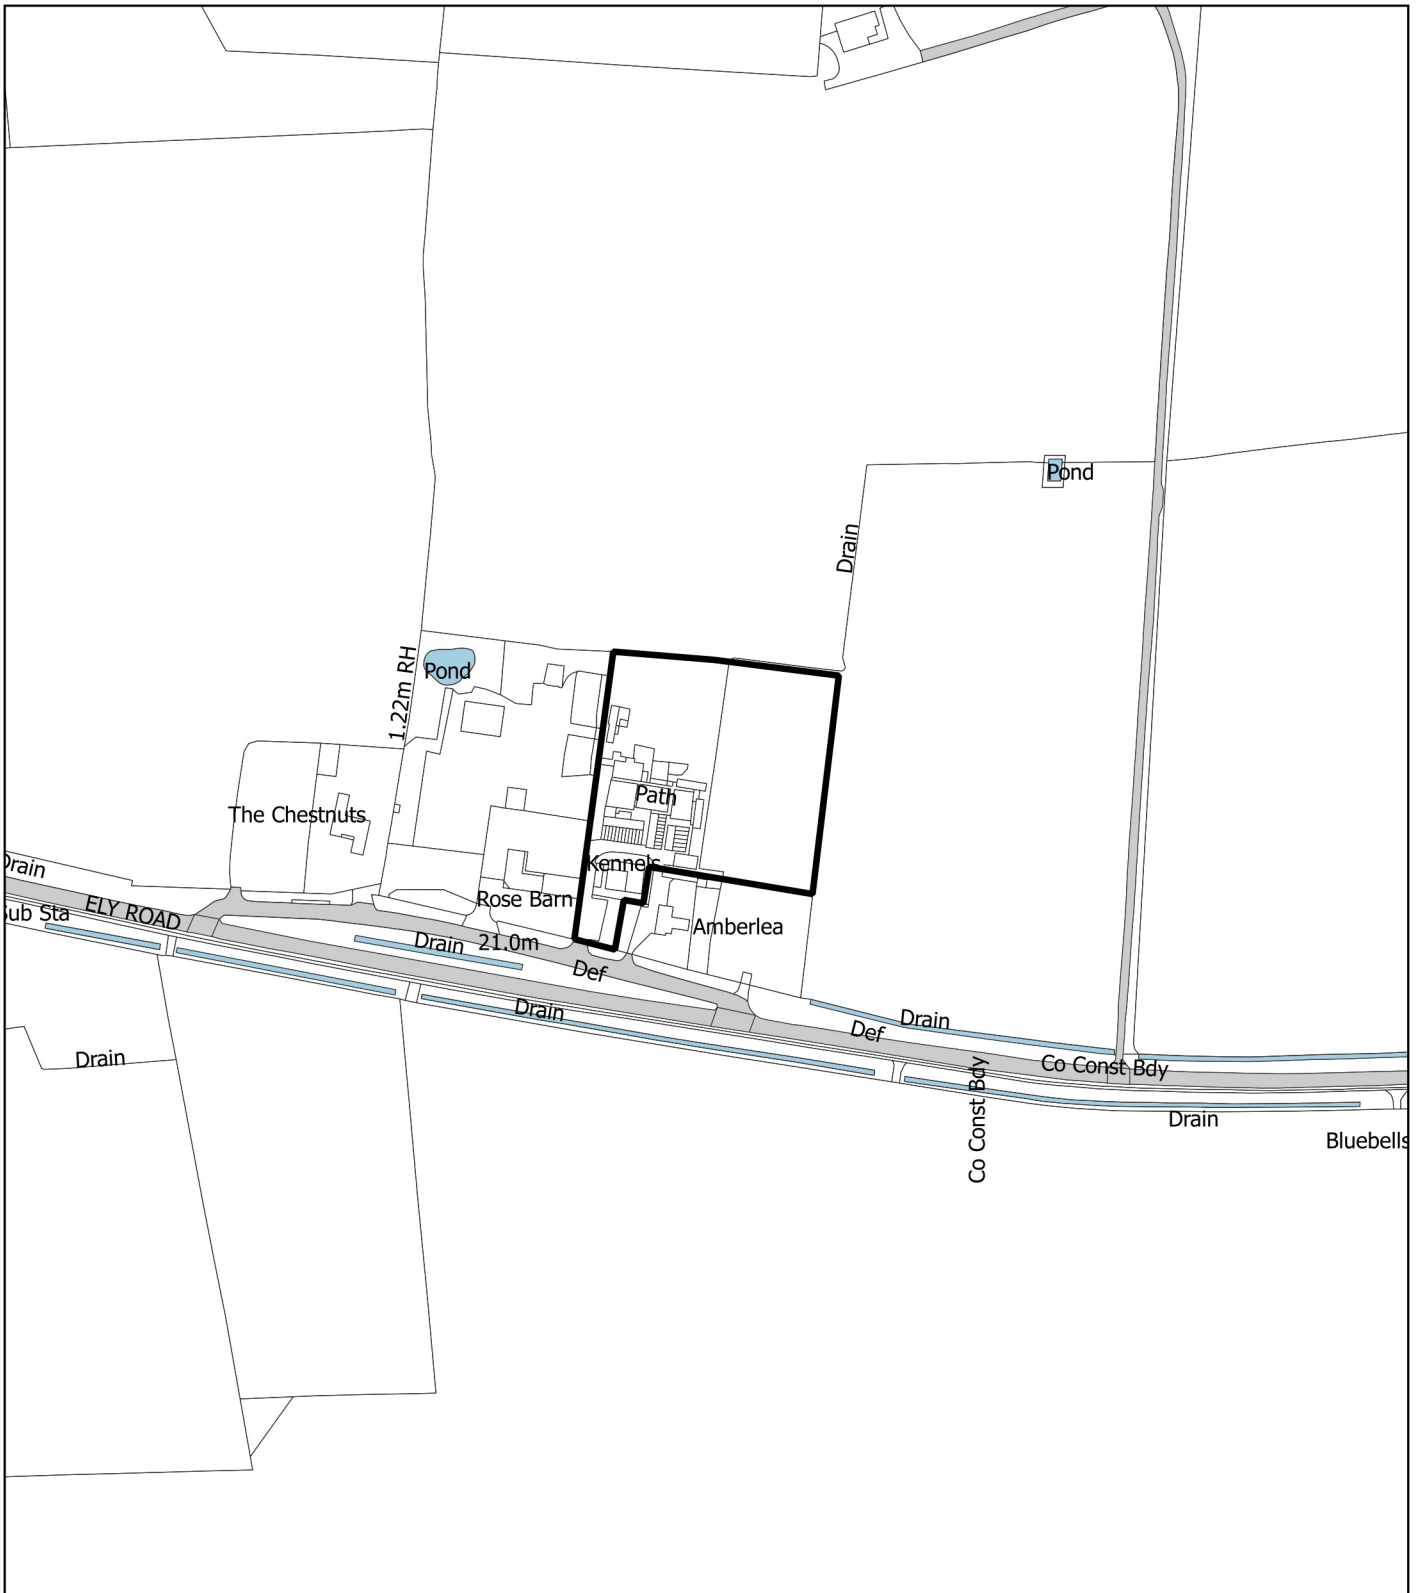 Pond
Drain
1.22m RH
Pond
Path
The Chestnuts
Kennels
Drain
Rose Barn
Sub Sta
ELY ROAD
Amberlea
Drain
21.0m
Def
Drain
Drain
Def
Drain
Co Const Bdy
Co Const Bdy
Drain
Bluebells